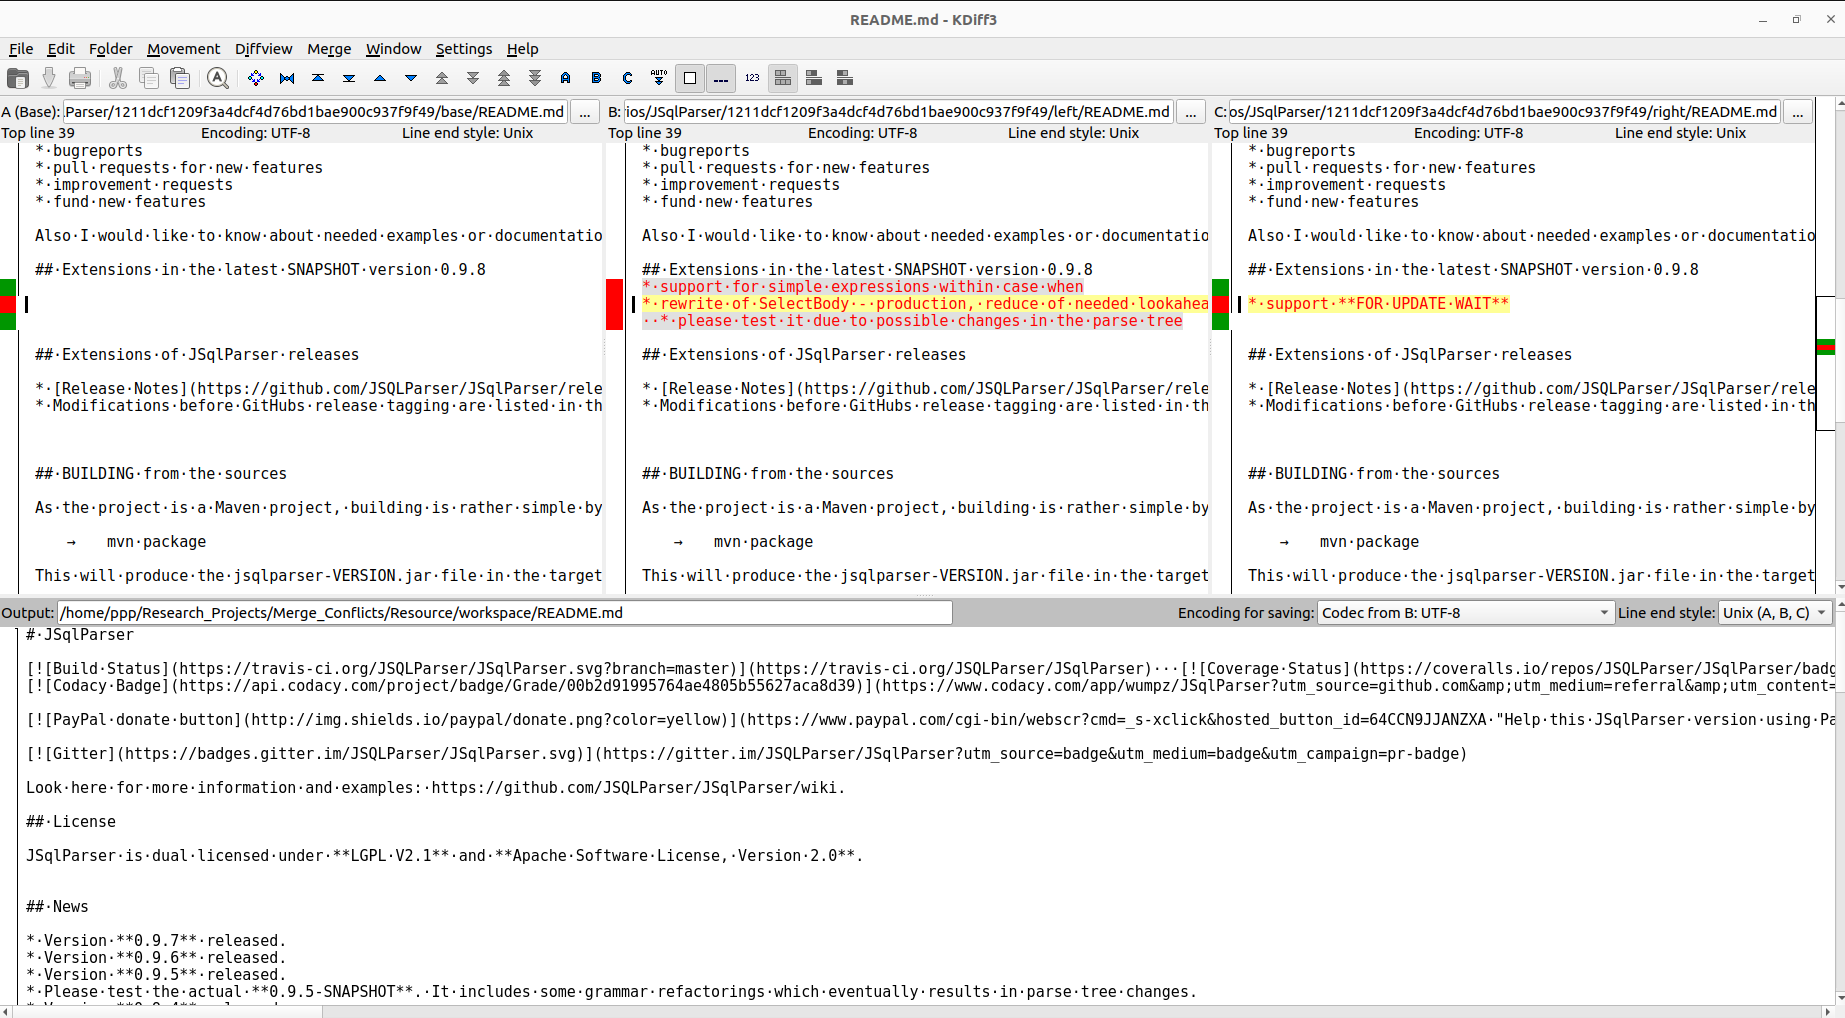 README.md - KDiff3
File Edit Folder Movement Diffview Merge Window Settings Help
A B C AUTO 123
A (Base): Parser/1211dcf1209f3a4dcf4d76bd1bae900c937f9f49/base/README.md ...
Top line 39 Encoding: UTF-8 Line end style: Unix
*·bugreports
*·pull·requests·for·new·features
*·improvement·requests
*·fund·new·features
Also·I·would·like·to·know·about·needed·examples·or·documentatio
##·Extensions·in·the·latest·SNAPSHOT·version·0.9.8
##·Extensions·of·JSqlParser·releases
*·[Release·Notes](https://github.com/JSQLParser/JSqlParser/rele
*·Modifications·before·GitHubs·release·tagging·are·listed·in·th
##·BUILDING·from·the·sources
As·the·project·is·a·Maven·project,·building·is·rather·simple·by
→ mvn·package
This·will·produce·the·jsqlparser-VERSION.jar·file·in·the·target
B: ios/JSqlParser/1211dcf1209f3a4dcf4d76bd1bae900c937f9f49/left/README.md ...
Top line 39 Encoding: UTF-8 Line end style: Unix
*·bugreports
*·pull·requests·for·new·features
*·improvement·requests
*·fund·new·features
Also·I·would·like·to·know·about·needed·examples·or·documentatio
##·Extensions·in·the·latest·SNAPSHOT·version·0.9.8
*·support·for·simple·expressions·within·case·when
*·rewrite·of·SelectBody·-·production,·reduce·of·needed·lookahea
··*·please·test·it·due·to·possible·changes·in·the·parse·tree
##·Extensions·of·JSqlParser·releases
*·[Release·Notes](https://github.com/JSQLParser/JSqlParser/rele
*·Modifications·before·GitHubs·release·tagging·are·listed·in·th
##·BUILDING·from·the·sources
As·the·project·is·a·Maven·project,·building·is·rather·simple·by
→ mvn·package
This·will·produce·the·jsqlparser-VERSION.jar·file·in·the·target
C: os/JSqlParser/1211dcf1209f3a4dcf4d76bd1bae900c937f9f49/right/README.md ...
Top line 39 Encoding: UTF-8 Line end style: Unix
*·bugreports
*·pull·requests·for·new·features
*·improvement·requests
*·fund·new·features
Also·I·would·like·to·know·about·needed·examples·or·documentatio
##·Extensions·in·the·latest·SNAPSHOT·version·0.9.8
*·support·**FOR·UPDATE·WAIT**
##·Extensions·of·JSqlParser·releases
*·[Release·Notes](https://github.com/JSQLParser/JSqlParser/rele
*·Modifications·before·GitHubs·release·tagging·are·listed·in·th
##·BUILDING·from·the·sources
As·the·project·is·a·Maven·project,·building·is·rather·simple·by
→ mvn·package
This·will·produce·the·jsqlparser-VERSION.jar·file·in·the·target
Output: /home/ppp/Research_Projects/Merge_Conflicts/Resource/workspace/README.md Encoding for saving: Codec from B: UTF-8 Line end style: Unix (A, B, C)
#·JSqlParser
[![Build·Status](https://travis-ci.org/JSQLParser/JSqlParser.svg?branch=master)](https://travis-ci.org/JSQLParser/JSqlParser)···[![Coverage·Status](https://coveralls.io/repos/JSQLParser/JSqlParser/badg
[![Codacy·Badge](https://api.codacy.com/project/badge/Grade/00b2d91995764ae4805b55627aca8d39)](https://www.codacy.com/app/wumpz/JSqlParser?utm_source=github.com&amp;utm_medium=referral&amp;utm_content=
[![PayPal·donate·button](http://img.shields.io/paypal/donate.png?color=yellow)](https://www.paypal.com/cgi-bin/webscr?cmd=_s-xclick&hosted_button_id=64CCN9JJANZXA·"Help·this·JSqlParser·version·using·Pa
[![Gitter](https://badges.gitter.im/JSQLParser/JSqlParser.svg)](https://gitter.im/JSQLParser/JSqlParser?utm_source=badge&utm_medium=badge&utm_campaign=pr-badge)
Look·here·for·more·information·and·examples:·https://github.com/JSQLParser/JSqlParser/wiki.
##·License
JSqlParser·is·dual·licensed·under·**LGPL·V2.1**·and·**Apache·Software·License,·Version·2.0**.
##·News
*·Version·**0.9.7**·released.
*·Version·**0.9.6**·released.
*·Version·**0.9.5**·released.
*·Please·test·the·actual·**0.9.5-SNAPSHOT**.·It·includes·some·grammar·refactorings·which·eventually·results·in·parse·tree·changes.